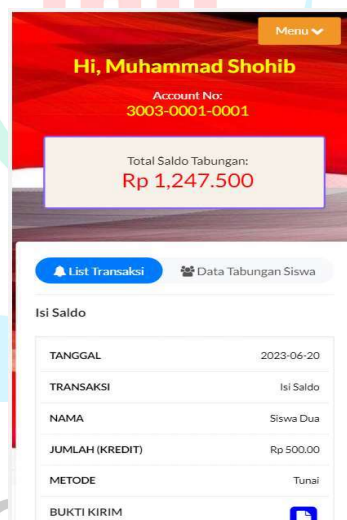 Menu
Hi, Muhammad Shohib
Account No:
3003-0001-0001
Total Saldo Tabungan:
Rp 1,247.500
List Transaksi Data Tabungan Siswa
Isi Saldo
TANGGAL 2023-06-20
TRANSAKSI Isi Saldo
NAMA Siswa Dua
JUMLAH (KREDIT) Rp 500.00
METODE Tunai
BUKTI KIRIM